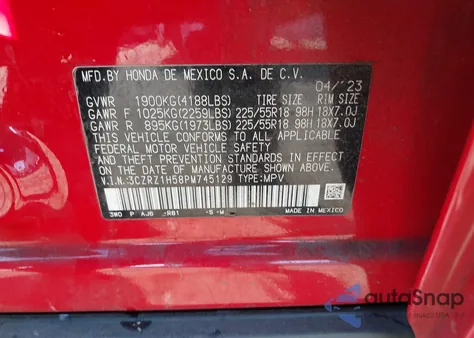 MFD.BY HONDA DE MEXICO S.A. DE C.V. 04/'23
GVWR 1900KG(4188LBS) TIRE SIZE RIM SIZE
GAWR F 1025KG(2259LBS) 225/55R18 98H 18X7.0J
GAWR R 895KG(1973LBS) 225/55R18 98H 18X7.0J
THIS VEHICLE CONFORMS TO ALL APPLICABLE
FEDERAL MOTOR VEHICLE SAFETY
AND THEFT PREVENTION STANDARDS IN EFFECT
ON THE DATE OF MANUFACTURE SHOWN ABOVE.
V.I.N.:3CZRZ1H58PM745129 TYPE:MPV
3W0 P AJ6 -R81 -B -M MADE IN MEXICO
autoSnap